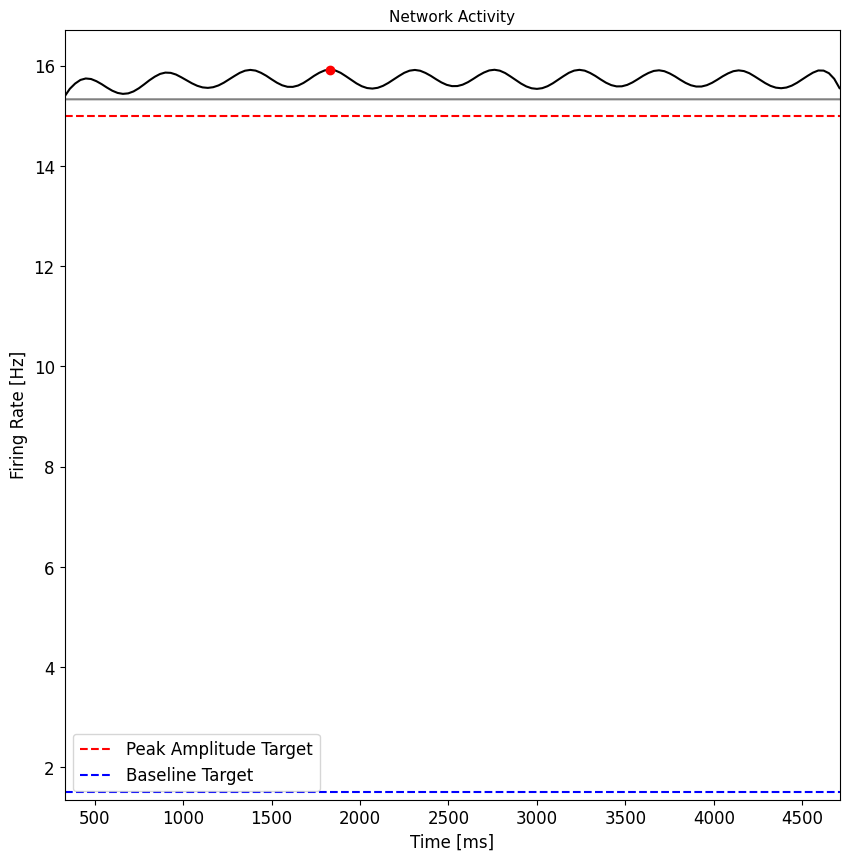 Network Activity
16
14
12
10
8
6
4
2
Firing Rate [Hz]
Peak Amplitude Target
Baseline Target
500 1000 1500 2000 2500 3000 3500 4000 4500
Time [ms]